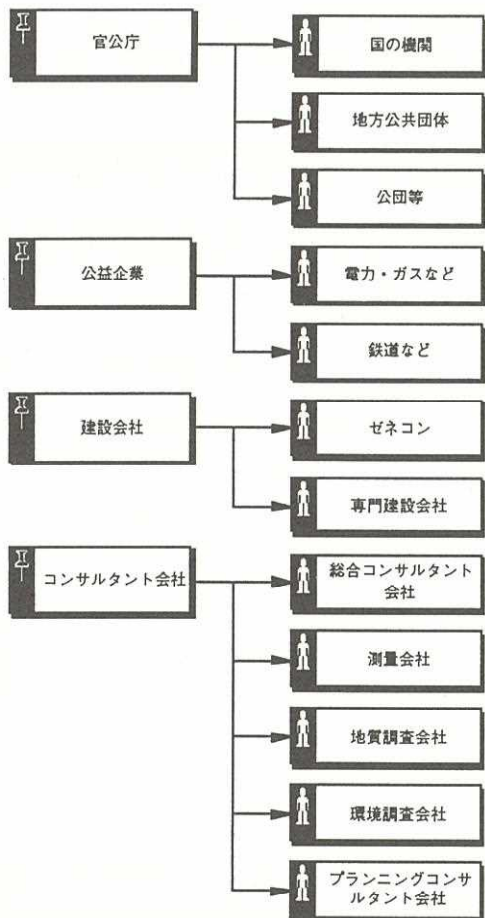 官公庁
国の機関
地方公共団体
公団等
公益企業
電力・ガスなど
鉄道など
建設会社
ゼネコン
専門建設会社
コンサルタント会社
総合コンサルタント
会社
測量会社
地質調査会社
環境調査会社
プランニングコンサ
ルタント会社